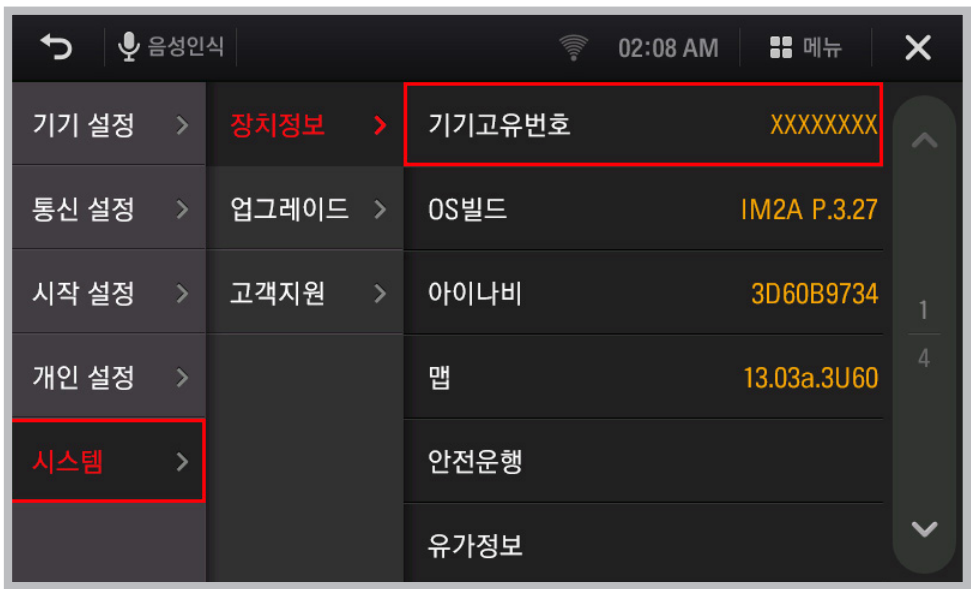 음성인식 02:08 AM 메뉴
기기 설정 장치정보 기기고유번호 XXXXXXXX
통신 설정 업그레이드 OS빌드 IM2A P.3.27
시작 설정 고객지원 아이나비 3D60B9734
1
개인 설정 맵 13.03a.3U60
4
시스템 안전운행
유가정보